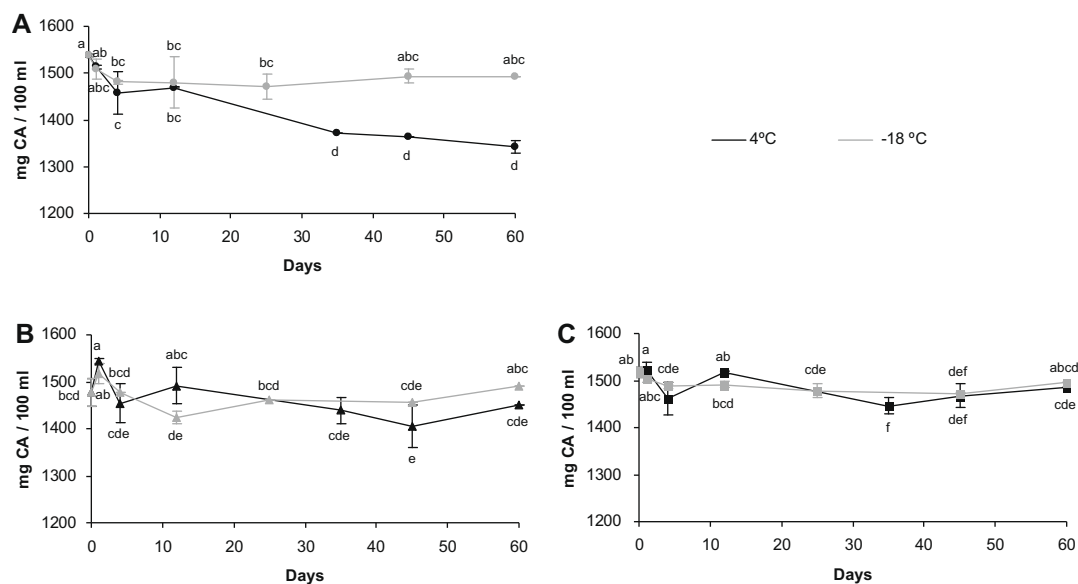 A
mg CA / 100 ml
1600
1500
1400
1300
1200
a
ab
abc
bc
c
bc
bc
bc
abc
abc
d
d
d
0 10 20 30 40 50 60
Days
4ºC -18 ºC
B
mg CA / 100 ml
1600
1500
1400
1300
1200
bcd
a
ab
bcd
cde
abc
de
bcd
cde
cde
e
abc
cde
0 10 20 30 40 50 60
Days
C
mg CA / 100 ml
1600
1500
1400
1300
1200
ab
a
abc
cde
ab
bcd
cde
f
def
def
abcd
cde
0 10 20 30 40 50 60
Days